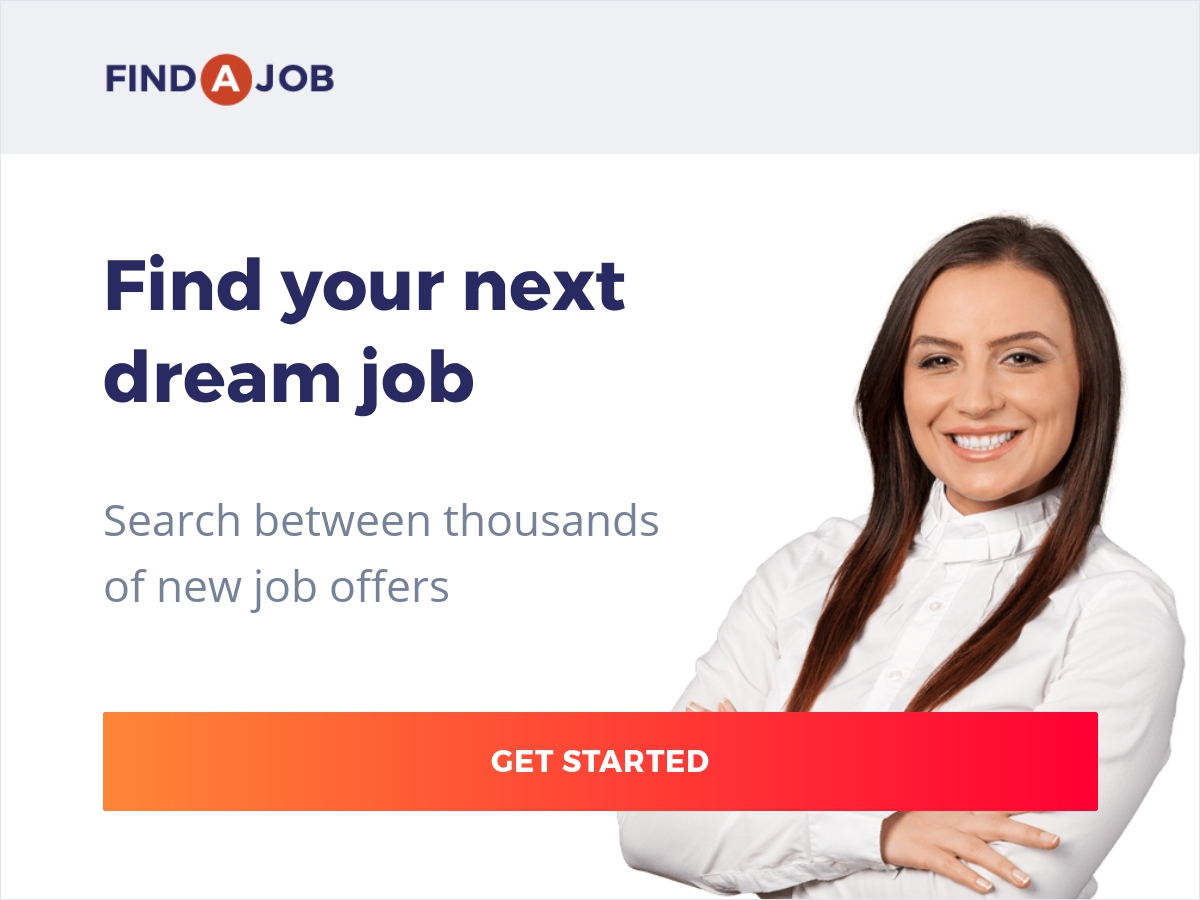 FIND A JOB
Find your next
dream job
Search between thousands
of new job offers
GET STARTED